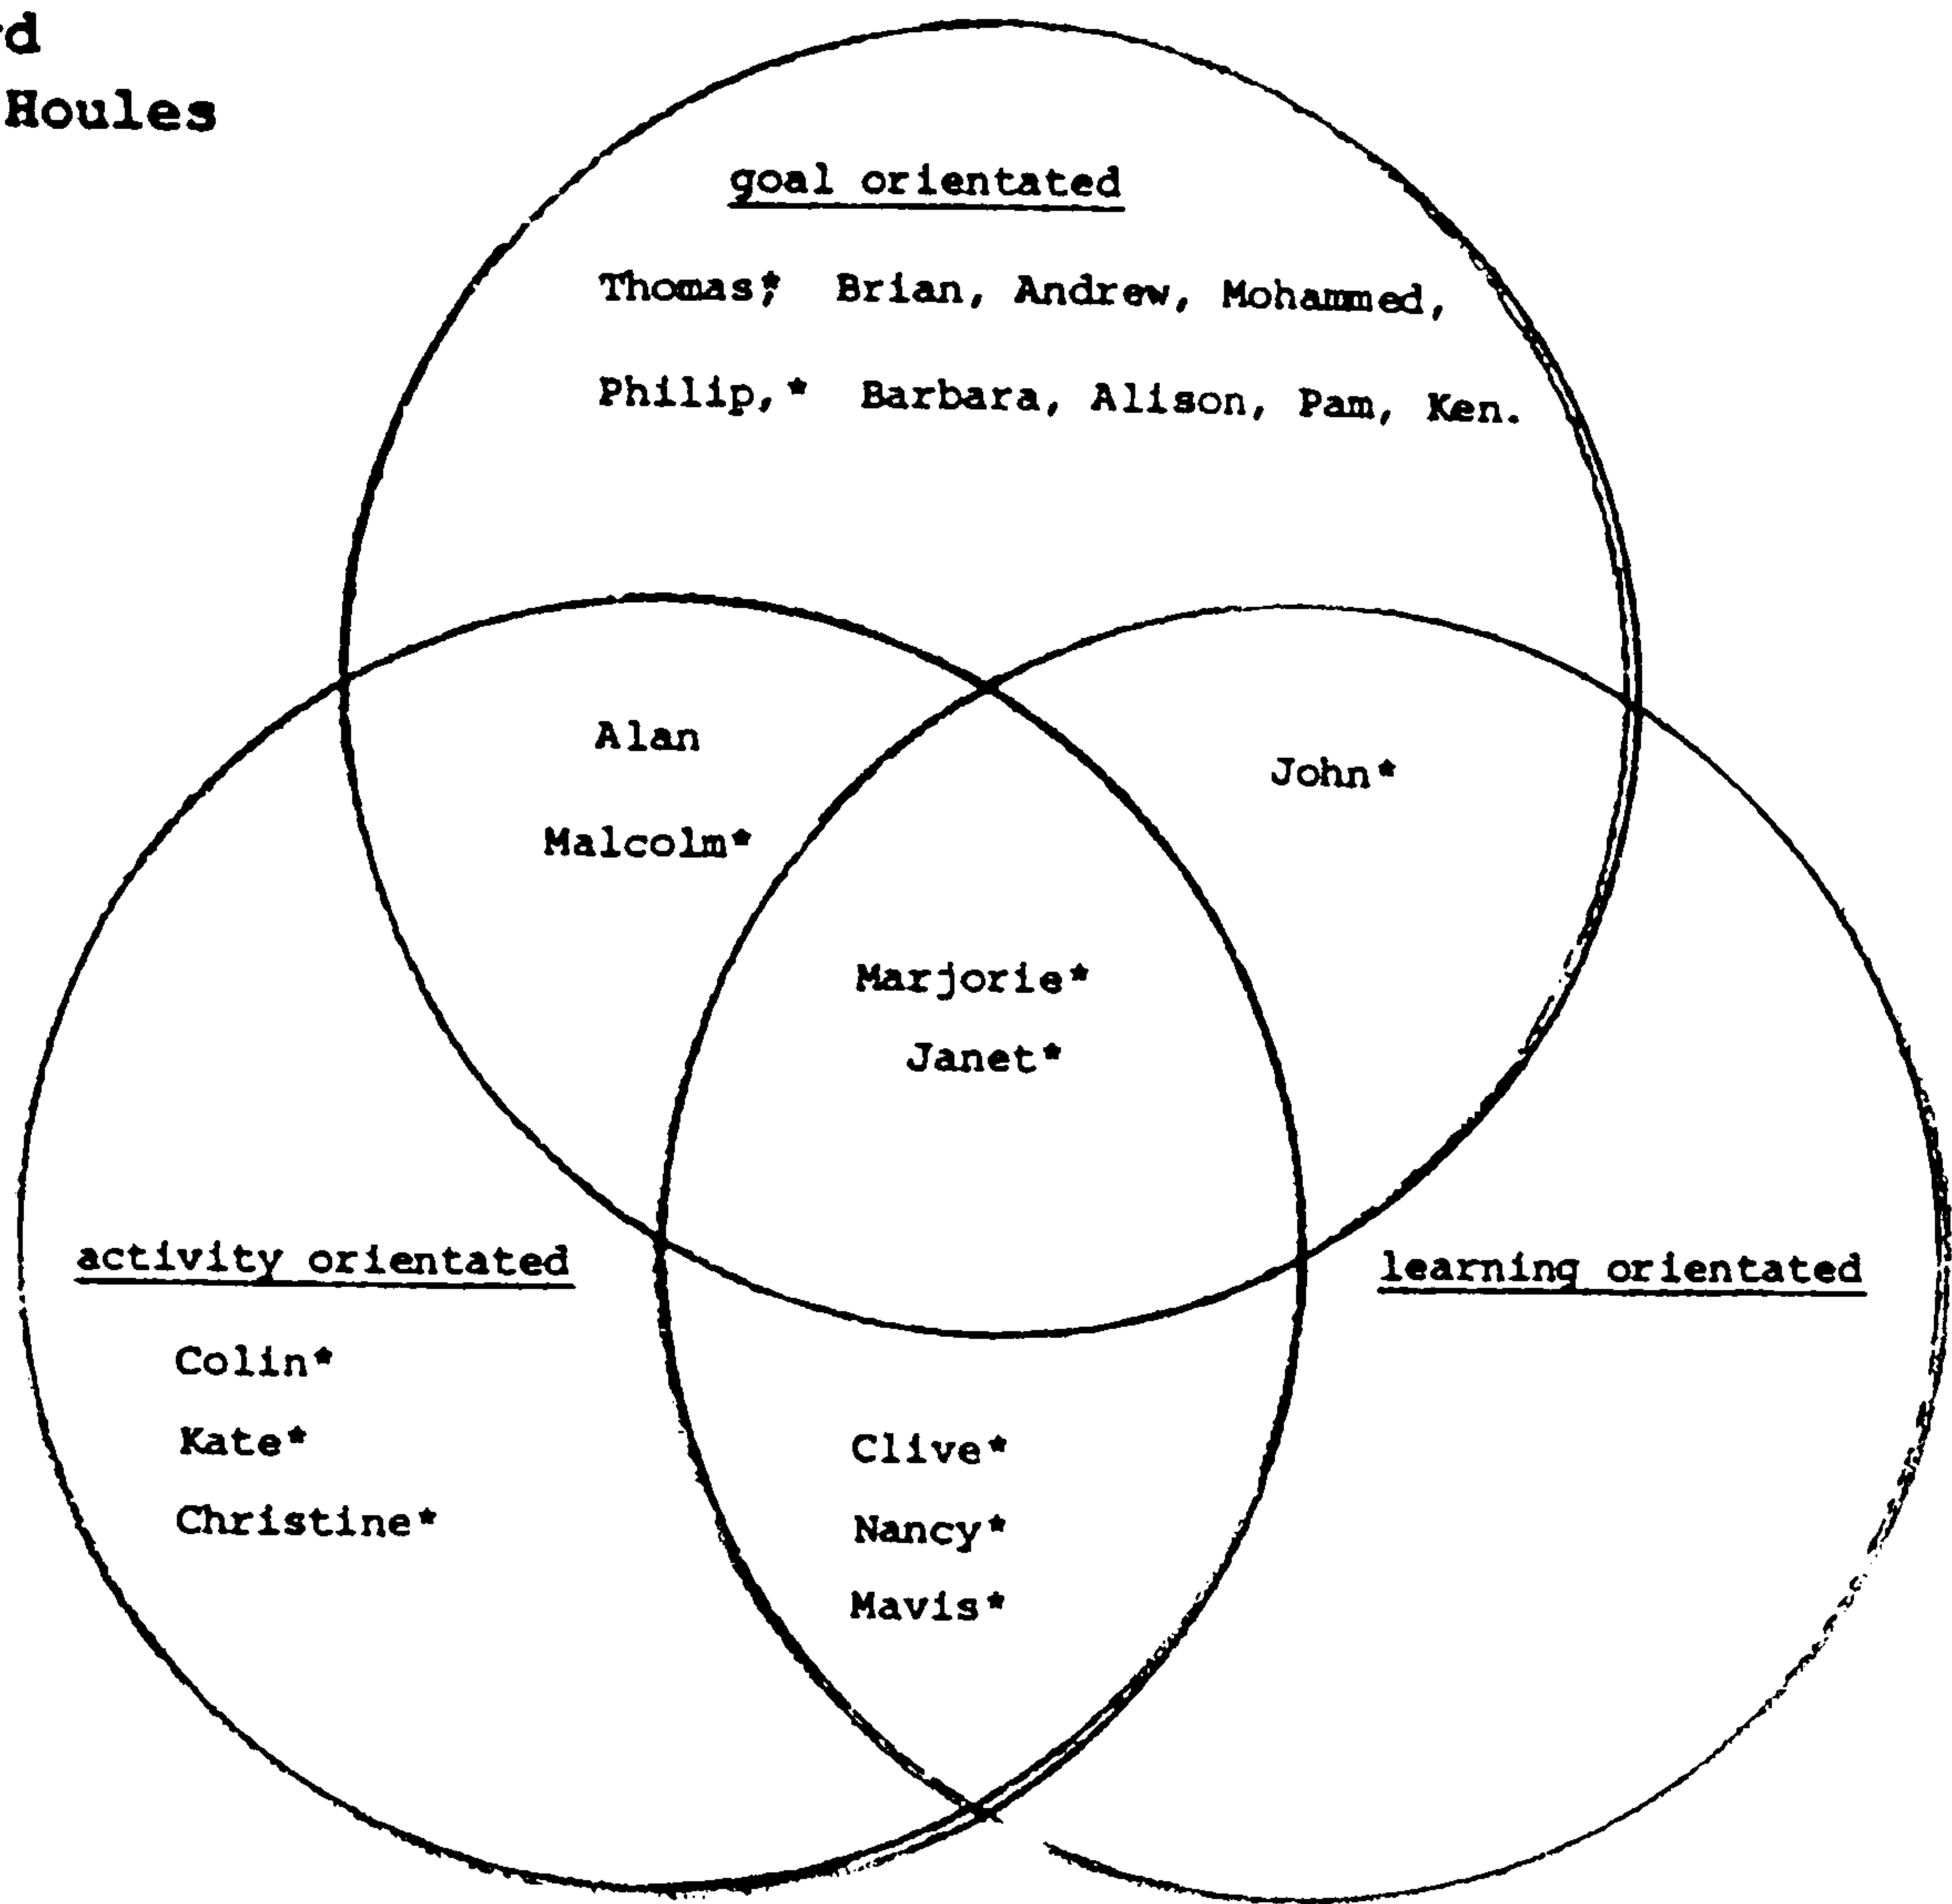 d
Houles
goal orientated
Thomas,* Brian, Andrew, Mohammed,
Philip,* Barbara, Alison, Pam, Ken.
Alan
John*
Malcolm*
Marjorie*
Janet*
activity orientated
learning orientated
Colin*
Kate*
Christine*
Clive*
Nancy*
Mavis*